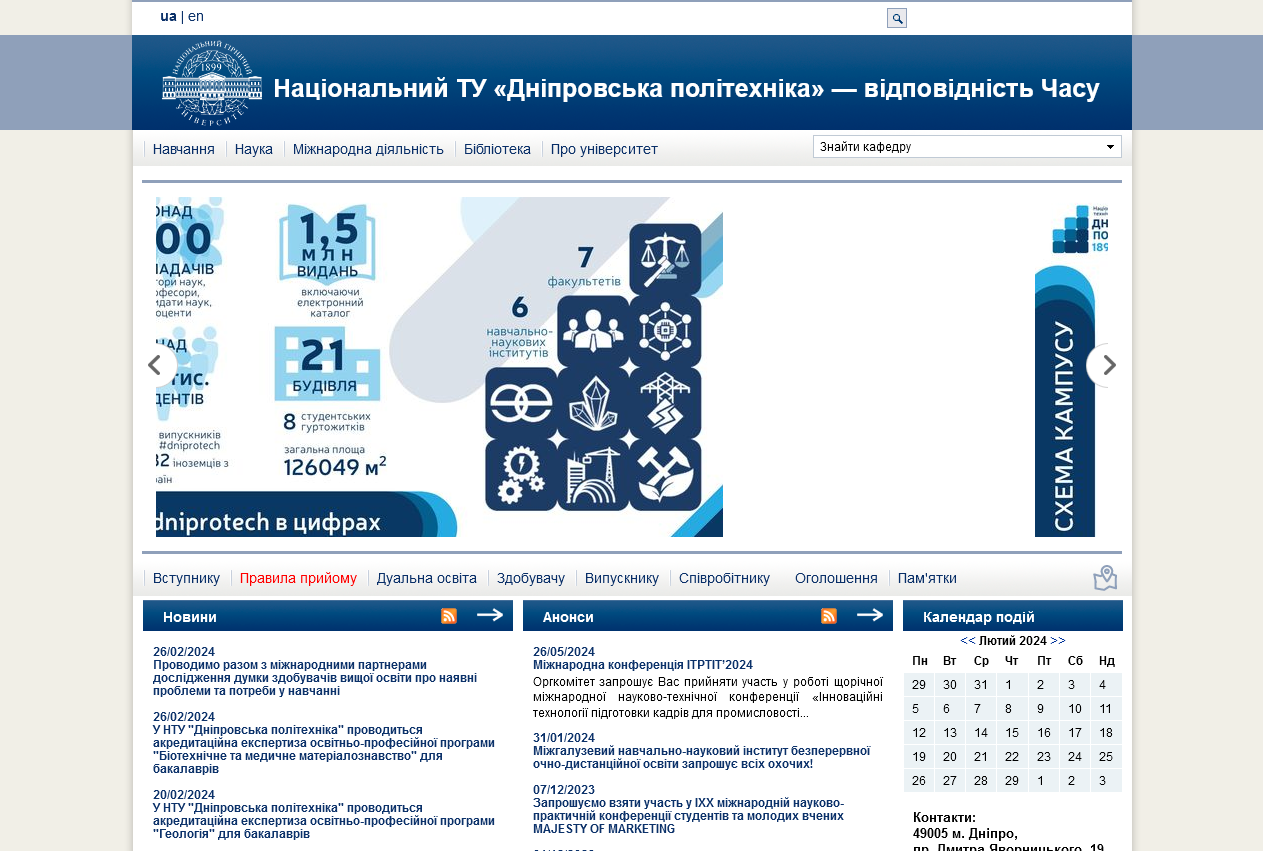 ua | en
НАЦІОНАЛЬНИЙ ГІРНИЧИЙ
1899
УНІВЕРСИТЕТ
Національний ТУ «Дніпровська політехніка» — відповідність Часу
Навчання
Наука
Міжнародна діяльність
Бібліотека
Про університет
Знайти кафедру
ОНАД
00
ЛАДАЧІВ
тори наук,
офесори,
идати наук,
оценти
НАД
ТИС.
ДЕНТІВ
випускників
#dniprotech
32 іноземців з
раїн
1,5
МЛН
ВИДАНЬ
включаючи
електронний
каталог
21
БУДІВЛЯ
8 студентських
гуртожитків
загальна площа
126049 м²
dniprotech в цифрах
7
факультетів
6
навчально-
наукових
інститутів
Наці
техні
ДН
ПО
189
СХЕМА КАМПУСУ
Вступнику
Правила прийому
Дуальна освіта
Здобувачу
Випускнику
Співробітнику
Оголошення
Пам'ятки
Новини
26/02/2024
Проводимо разом з міжнародними партнерами
дослідження думки здобувачів вищої освіти про наявні
проблеми та потреби у навчанні
26/02/2024
У НТУ "Дніпровська політехніка" проводиться
акредитаційна експертиза освітньо-професійної програми
"Біотехнічне та медичне матеріалознавство" для
бакалаврів
20/02/2024
У НТУ "Дніпровська політехніка" проводиться
акредитаційна експертиза освітньо-професійної програми
"Геологія" для бакалаврів
Анонси
26/05/2024
Міжнародна конференція ITPTIT’2024
Оргкомітет запрошує Вас прийняти участь у роботі щорічної
міжнародної науково-технічної конференції «Інноваційні
технології підготовки кадрів для промисловості...
31/01/2024
Міжгалузевий навчально-науковий інститут безперервної
очно-дистанційної освіти запрошує всіх охочих!
07/12/2023
Запрошуємо взяти участь у IXX міжнародній науково-
практичній конференції студентів та молодих вчених
MAJESTY OF MARKETING
Календар подій
<< Лютий 2024 >>
Пн Вт Ср Чт Пт Сб Нд
29 30 31 1 2 3 4
5 6 7 8 9 10 11
12 13 14 15 16 17 18
19 20 21 22 23 24 25
26 27 28 29 1 2 3
Контакти:
49005 м. Дніпро,
пр. Дмитра Яворницького, 19